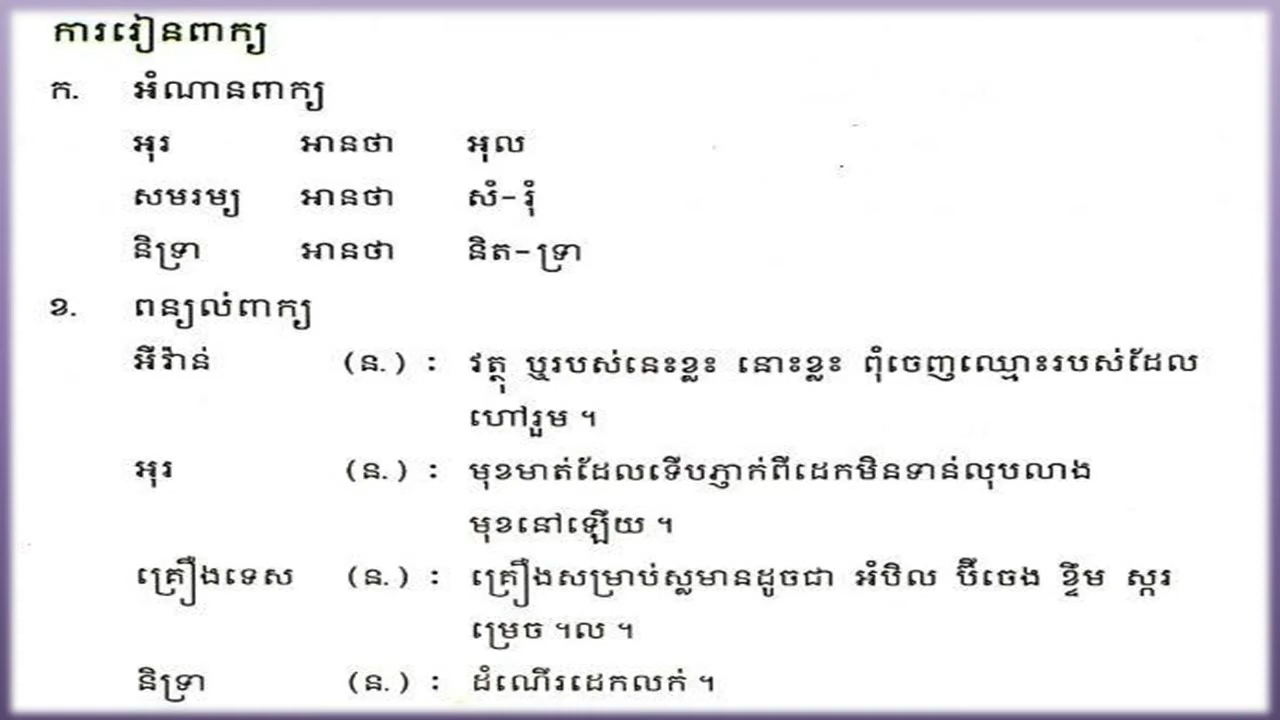 ការរៀនពាក្យ
ក. អំណានពាក្យ
អុរ អានថា អុល
សមរម្យ អានថា សំ-រុំ
និទ្រា អានថា និត-ទ្រា
ខ. ពន្យល់ពាក្យ
អីវ៉ាន់ (ន.) : វត្ថុ ឬរបស់នេះខ្លះ នោះខ្លះ ពុំចេញឈ្មោះរបស់ដែល
ហៅរួម ។
អុរ (ន.) : មុខមាត់ដែលទើបភ្ញាក់ពីដេកមិនទាន់លុបលាង
មុខនៅឡើយ ។
គ្រឿងទេស (ន.) : គ្រឿងសម្រាប់ស្លមានដូចជា អំបិល ប៊ីចេង ខ្ទឹម ស្ករ
ម្រេច ។ល ។
និទ្រា (ន.) : ដំណើរដេកលក់ ។